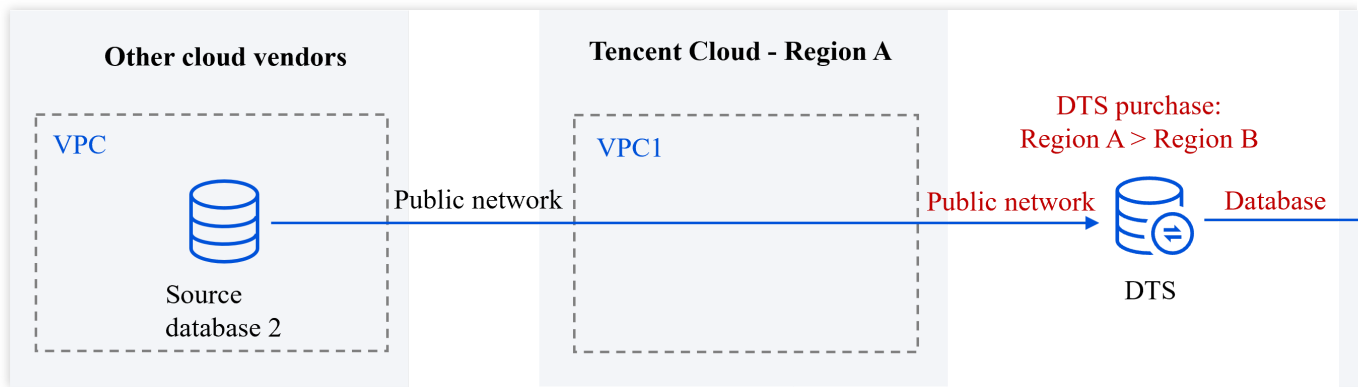 Other cloud vendors
Tencent Cloud - Region A
DTS purchase:
Region A > Region B
VPC
VPC1
Public network
Public network
Database
Source
database 2
DTS